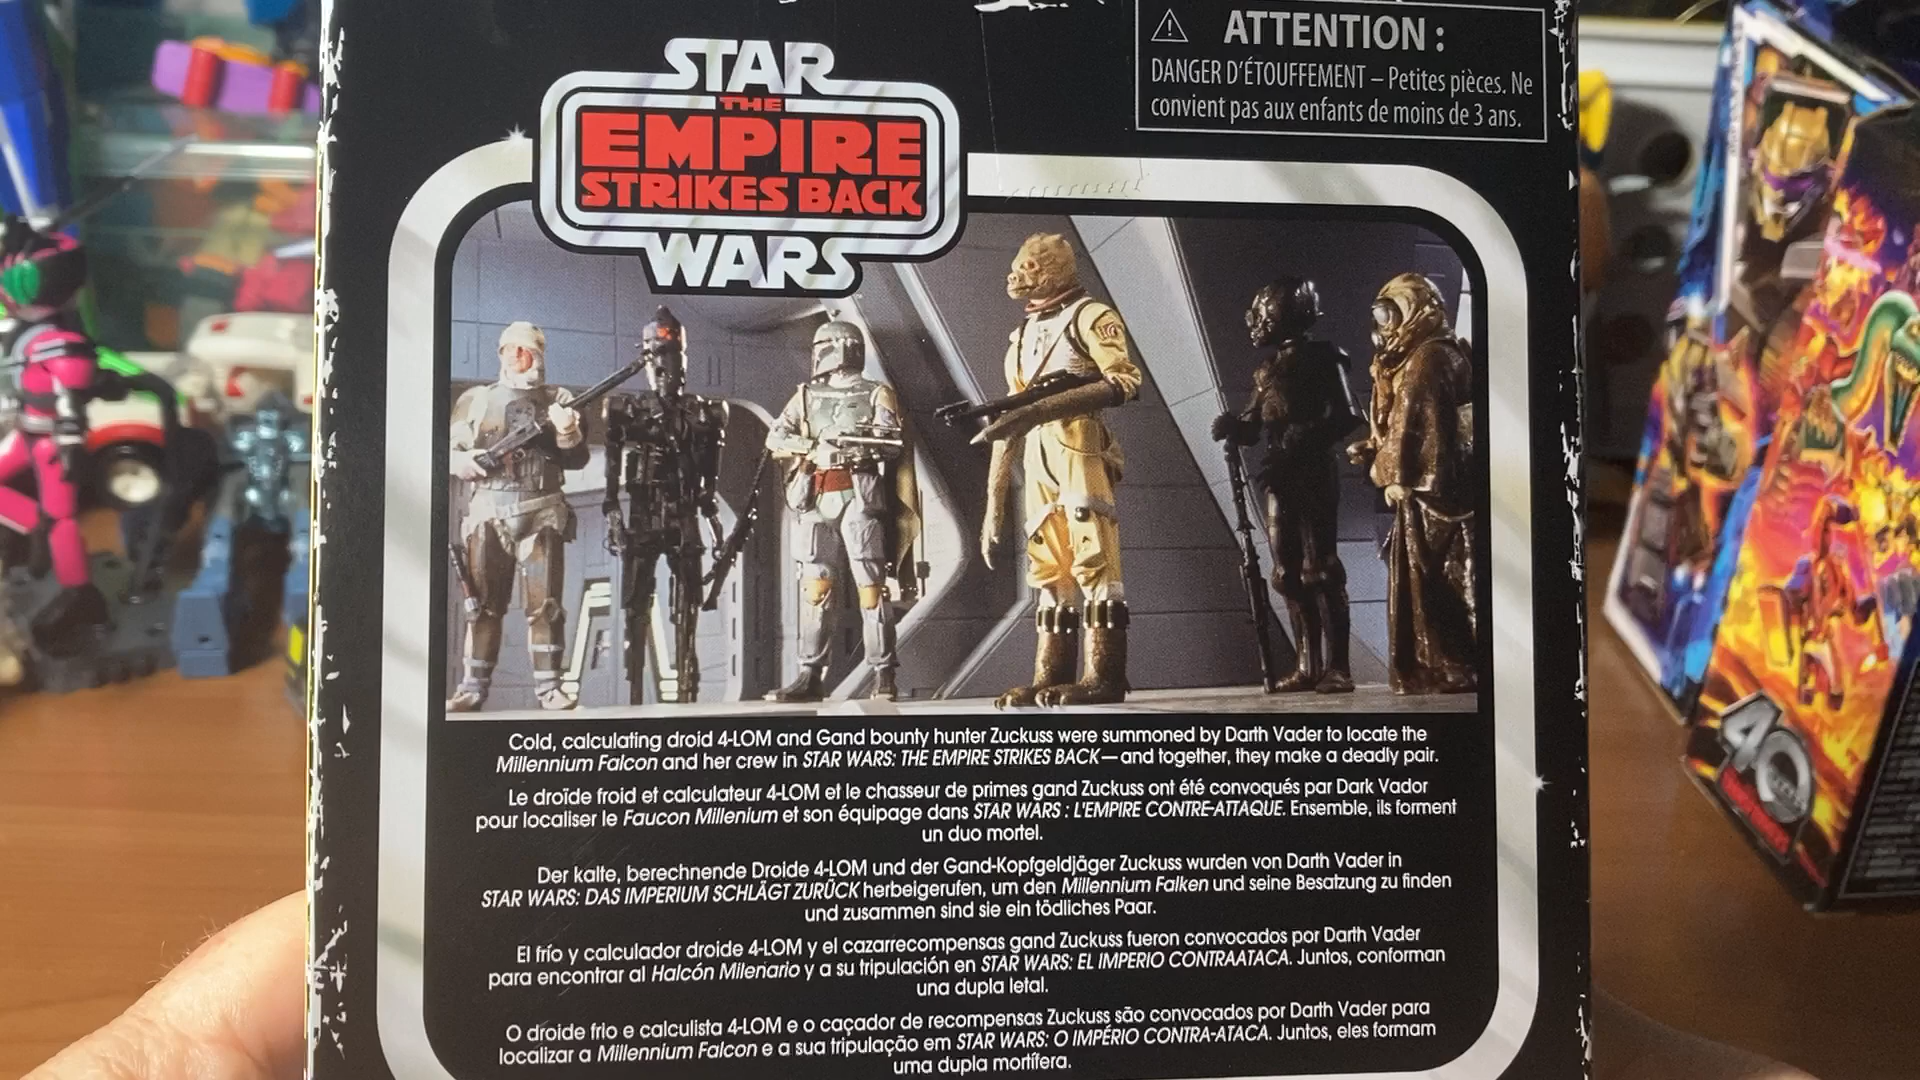 STAR
THE
EMPIRE
STRIKES BACK
WARS
ATTENTION :
DANGER D'ÉTOUFFEMENT – Petites pièces. Ne
convient pas aux enfants de moins de 3 ans.
Cold, calculating droid 4-LOM and Gand bounty hunter Zuckuss were summoned by Darth Vader to locate the
Millennium Falcon and her crew in STAR WARS: THE EMPIRE STRIKES BACK—and together, they make a deadly pair.
Le droïde froid et calculateur 4-LOM et le chasseur de primes gand Zuckuss ont été convoqués par Dark Vador
pour localiser le Faucon Millenium et son équipage dans STAR WARS : L'EMPIRE CONTRE-ATTAQUE. Ensemble, ils forment
un duo mortel.
Der kalte, berechnende Droide 4-LOM und der Gand-Kopfgeldjäger Zuckuss wurden von Darth Vader in
STAR WARS: DAS IMPERIUM SCHLÄGT ZURÜCK herbeigerufen, um den Millennium Falken und seine Besatzung zu finden
und zusammen sind sie ein tödliches Paar.
El frío y calculador droide 4-LOM y el cazarrecompensas gand Zuckuss fueron convocados por Darth Vader
para encontrar al Halcón Milenario y a su tripulación en STAR WARS: EL IMPERIO CONTRAATACA. Juntos, conforman
una dupla letal.
O droide frio e calculista 4-LOM e o caçador de recompensas Zuckuss são convocados por Darth Vader para
localizar a Millennium Falcon e a sua tripulação em STAR WARS: O IMPÉRIO CONTRA-ATACA. Juntos, eles formam
uma dupla mortífera.
40